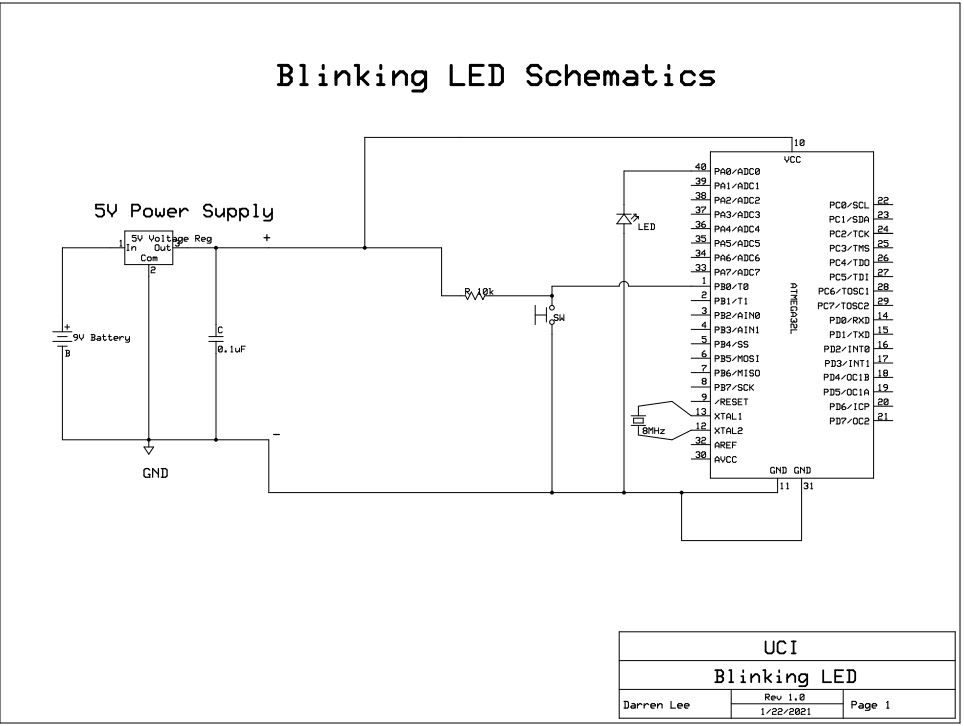 Blinking LED Schematics
10
VCC
40 PA0/ADC0
39 PA1/ADC1
38 PA2/ADC2
37 PA3/ADC3
36 PA4/ADC4
35 PA5/ADC5
34 PA6/ADC6
33 PA7/ADC7
1 PB0/T0
2 PB1/T1
3 PB2/AIN0
4 PB3/AIN1
5 PB4/SS
6 PB5/MOSI
7 PB6/MISO
8 PB7/SCK
9 /RESET
13 XTAL1
12 XTAL2
32 AREF
30 AVCC
ATMEGA32L
PC0/SCL 22
PC1/SDA 23
PC2/TCK 24
PC3/TMS 25
PC4/TDO 26
PC5/TDI 27
PC6/TOSC1 28
PC7/TOSC2 29
PD0/RXD 14
PD1/TXD 15
PD2/INT0 16
PD3/INT1 17
PD4/OC1B 18
PD5/OC1A 19
PD6/ICP 20
PD7/OC2 21
GND GND
11 31
5V Power Supply
5V Voltage Reg
1 In Out 3
Com
2
+
LED
R 10k
SW
+
9V Battery
B
C
0.1uF
8MHz
-
GND
UCI
Blinking LED
Darren Lee
Rev 1.0
1/22/2021
Page 1